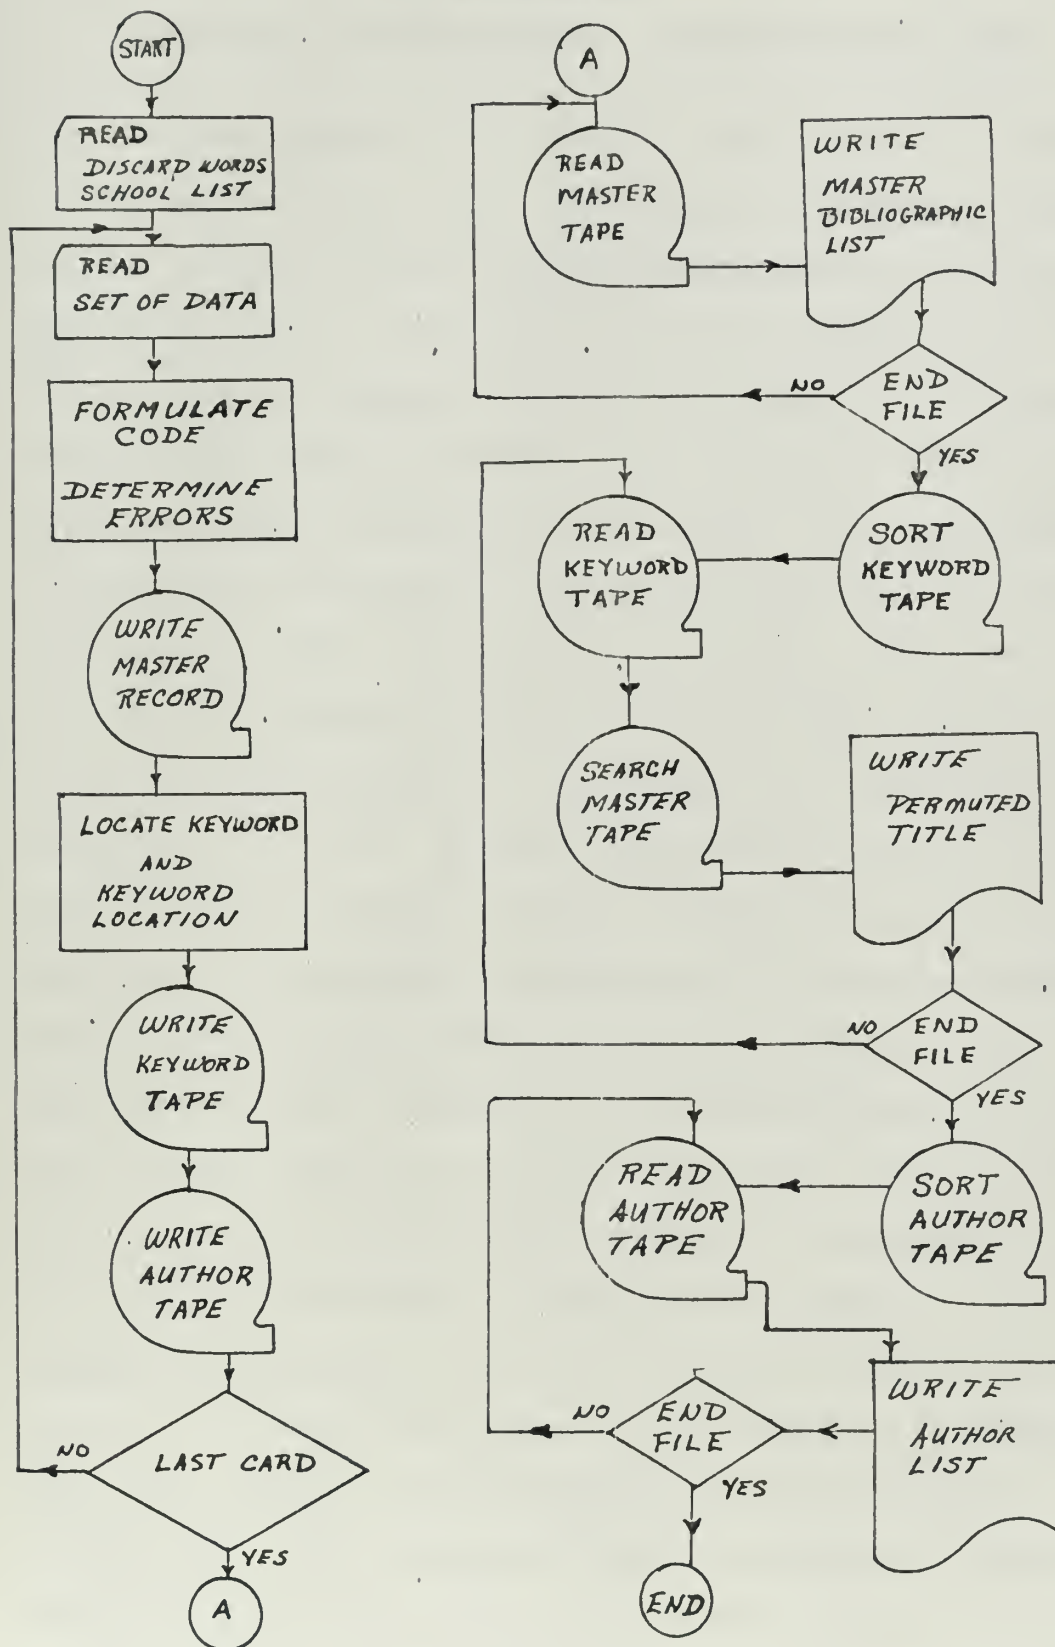 START
READ
DISCARD WORDS
SCHOOL LIST
READ
SET OF DATA
FORMULATE
CODE
DETERMINE
ERRORS
WRITE
MASTER
RECORD
LOCATE KEYWORD
AND
KEYWORD
LOCATION
WRITE
KEYWORD
TAPE
WRITE
AUTHOR
TAPE
NO
LAST CARD
YES
A
A
READ
MASTER
TAPE
WRITE
MASTER
BIBLIOGRAPHIC
LIST
NO
END
FILE
YES
SORT
KEYWORD
TAPE
READ
KEYWORD
TAPE
SEARCH
MASTER
TAPE
WRITE
PERMUTED
TITLE
NO
END
FILE
YES
SORT
AUTHOR
TAPE
READ
AUTHOR
TAPE
WRITE
AUTHOR
LIST
NO
END
FILE
YES
END